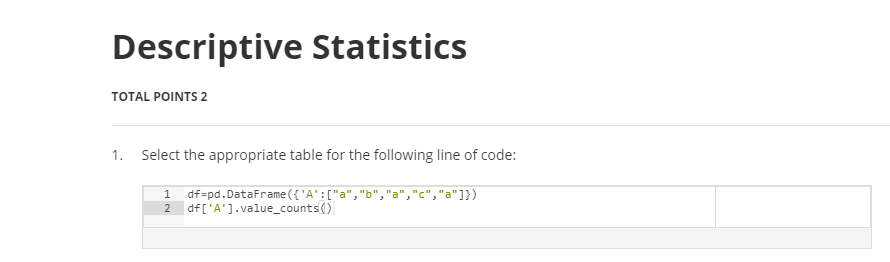 Descriptive Statistics
TOTAL POINTS 2
1. Select the appropriate table for the following line of code:
1 df=pd.DataFrame({'A':["a","b","a","c","a"]})
2 df['A'].value_counts()